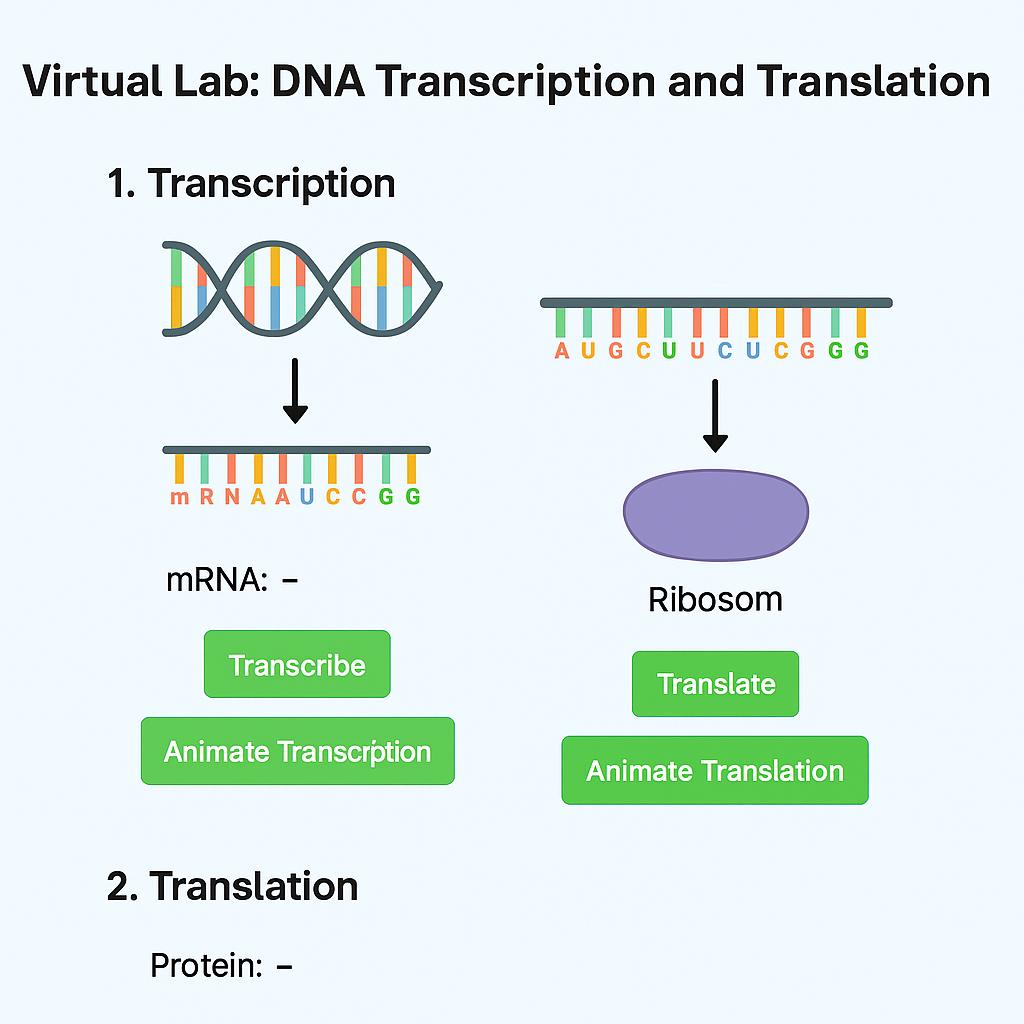 Virtual Lab: DNA Transcription and Translation
1. Transcription
m R N A A U C C G G
mRNA: –
Transcribe
Animate Transcription
A U G C U U C U C G G G
Ribosom
Translate
Animate Translation
2. Translation
Protein: –